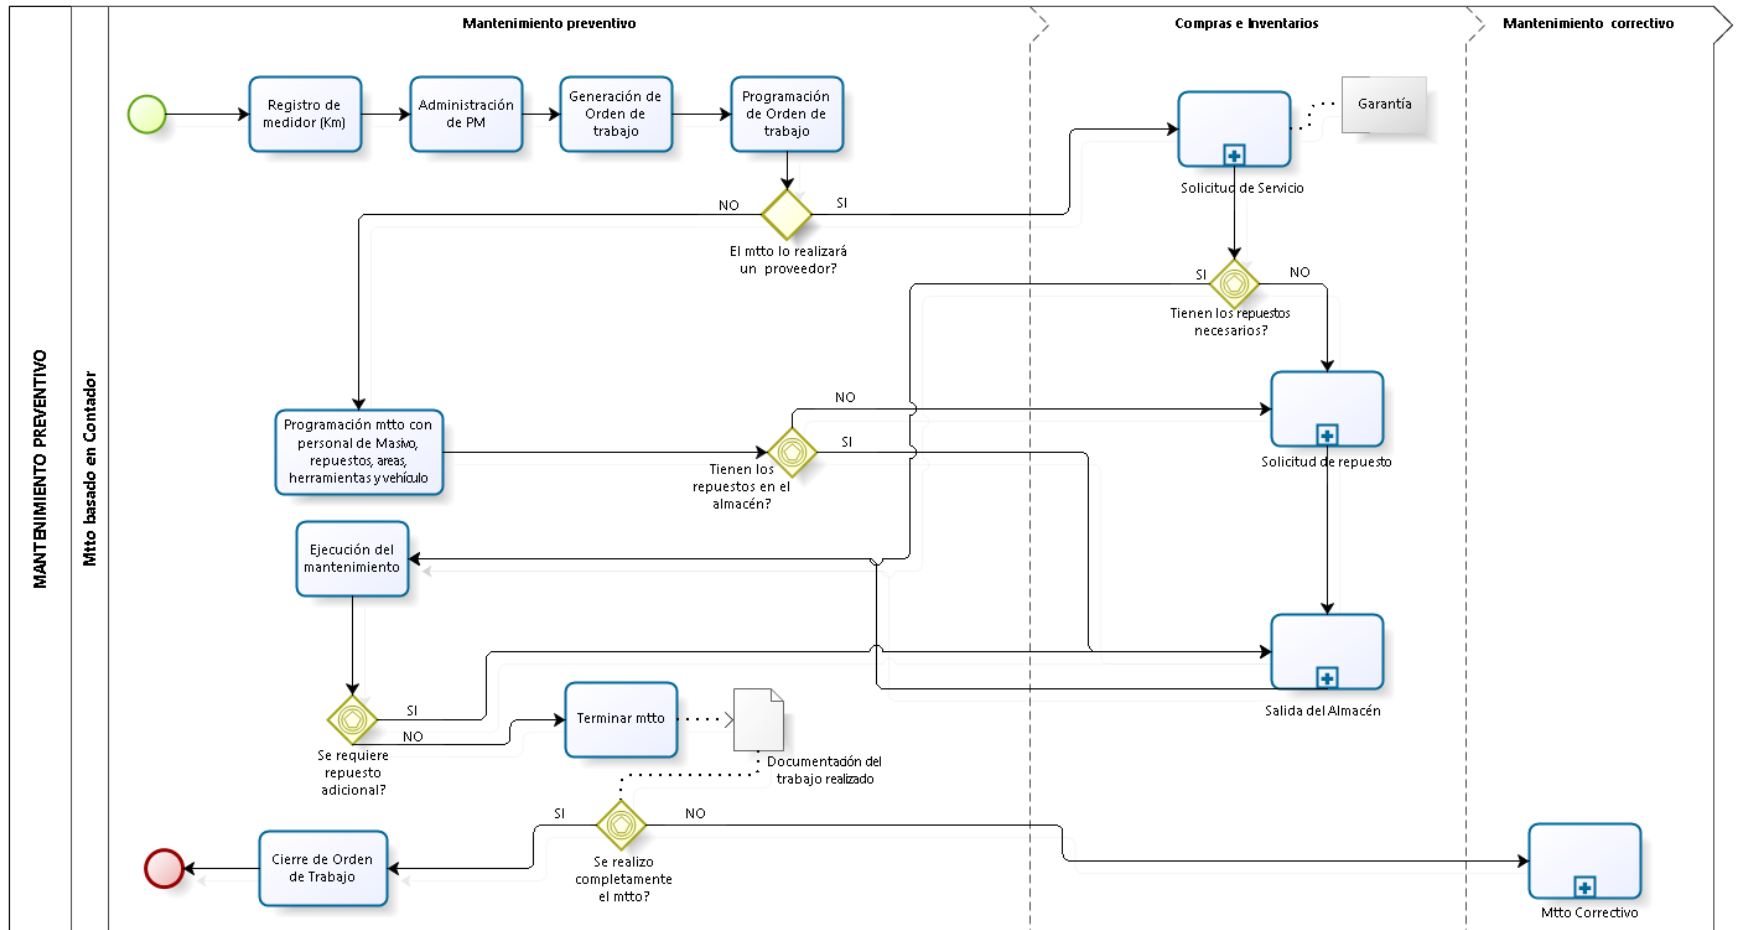 Mantenimiento preventivo
Compras e Inventarios
Mantenimiento correctivo
MANTENIMIENTO PREVENTIVO
Mtto basado en Contador
Registro de
medidor (Km)
Administración
de PM
Generación de
Orden de
trabajo
Programación
de Orden de
trabajo
Garantía
Solicitud de Servicio
NO
SI
El mtto lo realizará
un proveedor?
SI
NO
Tienen los repuestos
necesarios?
Programación mtto con
personal de Masivo,
repuestos, areas,
herramientas y vehículo
NO
SI
Tienen los
repuestos en el
almacén?
Solicitud de repuesto
Ejecución del
mantenimiento
Salida del Almacén
SI
NO
Se requiere
repuesto
adicional?
Terminar mtto
Documentación del
trabajo realizado
SI
NO
Se realizo
completamente
el mtto?
Cierre de Orden
de Trabajo
Mtto Correctivo